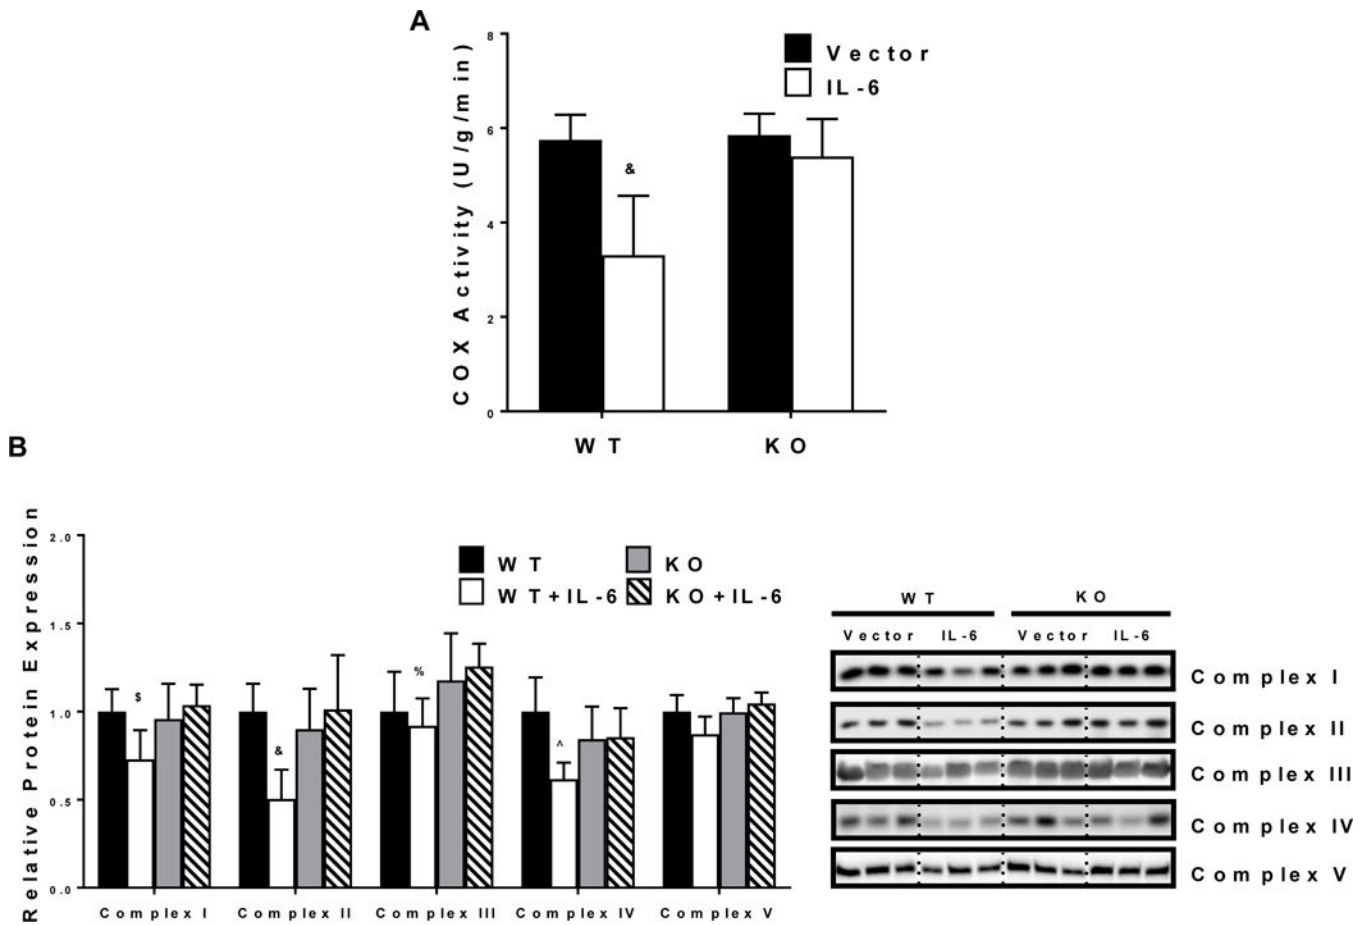 A
8
6
4
2
0
COX Activity (U/g/min)
Vector
IL-6
&
WT
KO
B
Relative Protein Expression
2.0
1.5
1.0
0.5
0.0
WT
KO
WT+IL-6
KO+IL-6
$
&
%
^
Complex I
Complex II
Complex III
Complex IV
Complex V
WT
KO
Vector
IL-6
Vector
IL-6
Complex I
Complex II
Complex III
Complex IV
Complex V